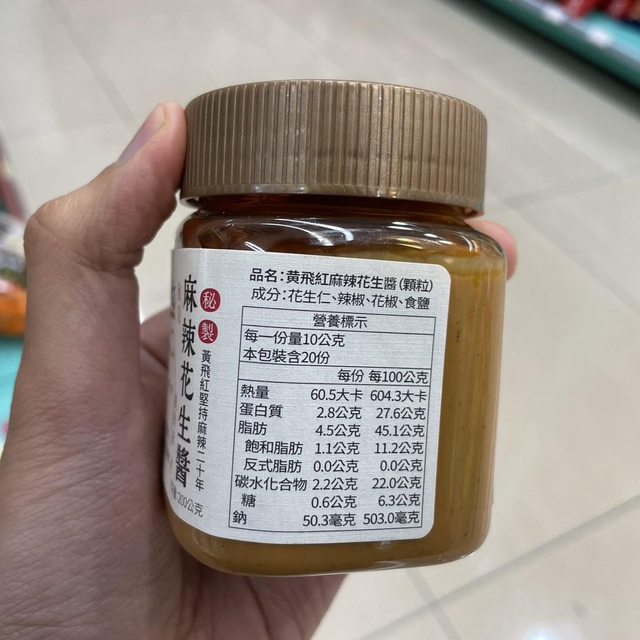 品名：黄飛紅麻辣花生醬(顆粒)
成分：花生仁、辣椒、花椒、食鹽
營養標示
每一份量10公克
本包裝含20份
每份 每100公克
熱量 60.5大卡 604.3大卡
蛋白質 2.8公克 27.6公克
脂肪 4.5公克 45.1公克
飽和脂肪 1.1公克 11.2公克
反式脂肪 0.0公克 0.0公克
碳水化合物 2.2公克 22.0公克
糖 0.6公克 6.3公克
鈉 50.3毫克 503.0毫克
秘製
黃飛紅堅持麻辣二十年
麻辣花生醬
200公克